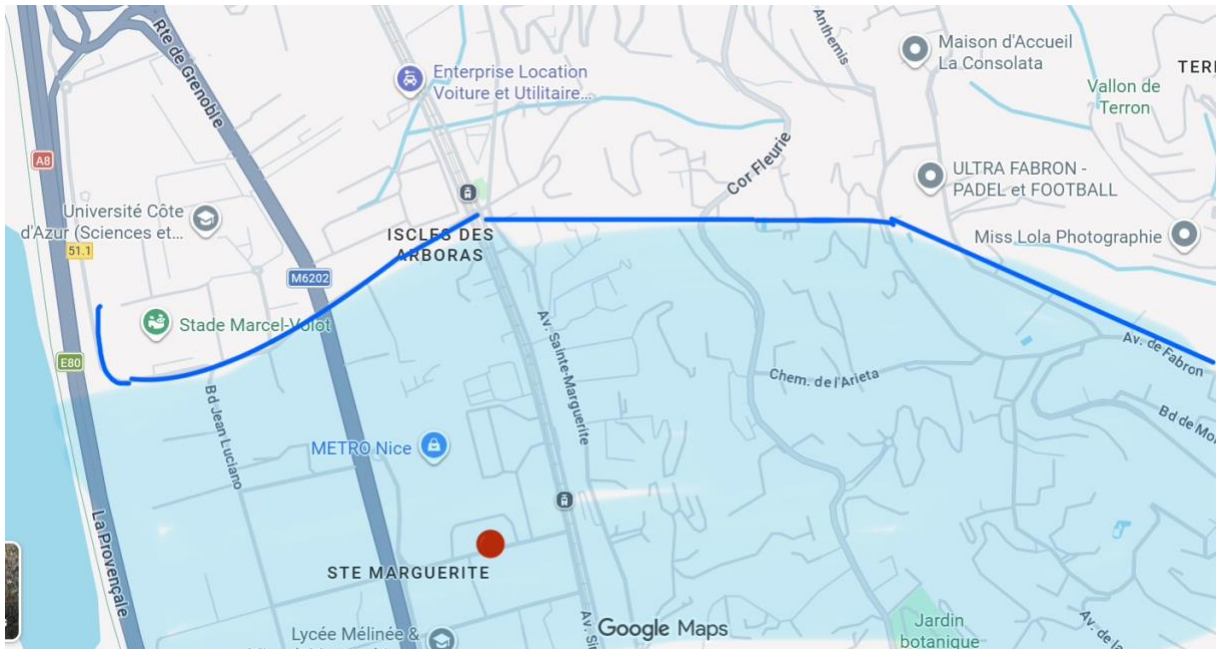 Rte de Grenoble
Enterprise Location
Voiture et Utilitaire...
Anthemis
Maison d'Accueil
La Consolata
TERR
Vallon de
Terron
A8
Cor Fleurie
ULTRA FABRON -
PADEL et FOOTBALL
Université Côte
d'Azur (Sciences et...
51.1
ISCLES DES
ARBORAS
Miss Lola Photographie
M6202
Stade Marcel-Volot
E80
Av. Sainte-Marguerite
Av. de Fabron
Chem. de l'Arieta
Bd Jean Luciano
Bd de Mo
METRO Nice
La Provençale
STE MARGUERITE
Lycée Mélinée &
Google Maps
Jardin
botanique
Av. de la